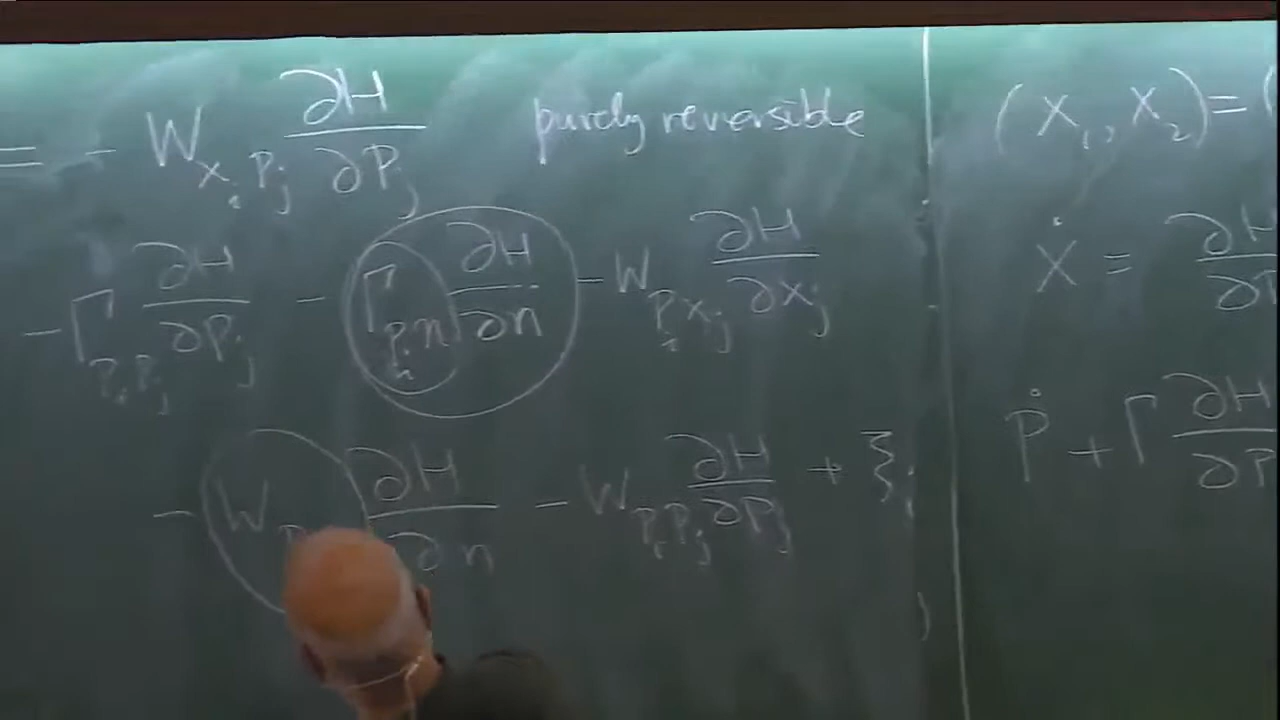 = - W_{x_i P_j} ∂H/∂P_j purely reversible
-Γ_{P_i P_j} ∂H/∂P_j - Γ_{P_i n} ∂H/∂n - W_{P_i x_j} ∂H/∂x_j
- W ∂H/∂n - W_{P_i P_j} ∂H/∂P_j + ξ_i
(X_1, X_2) = (
Ẋ = ∂H/∂P
Ṗ + Γ ∂H/∂P